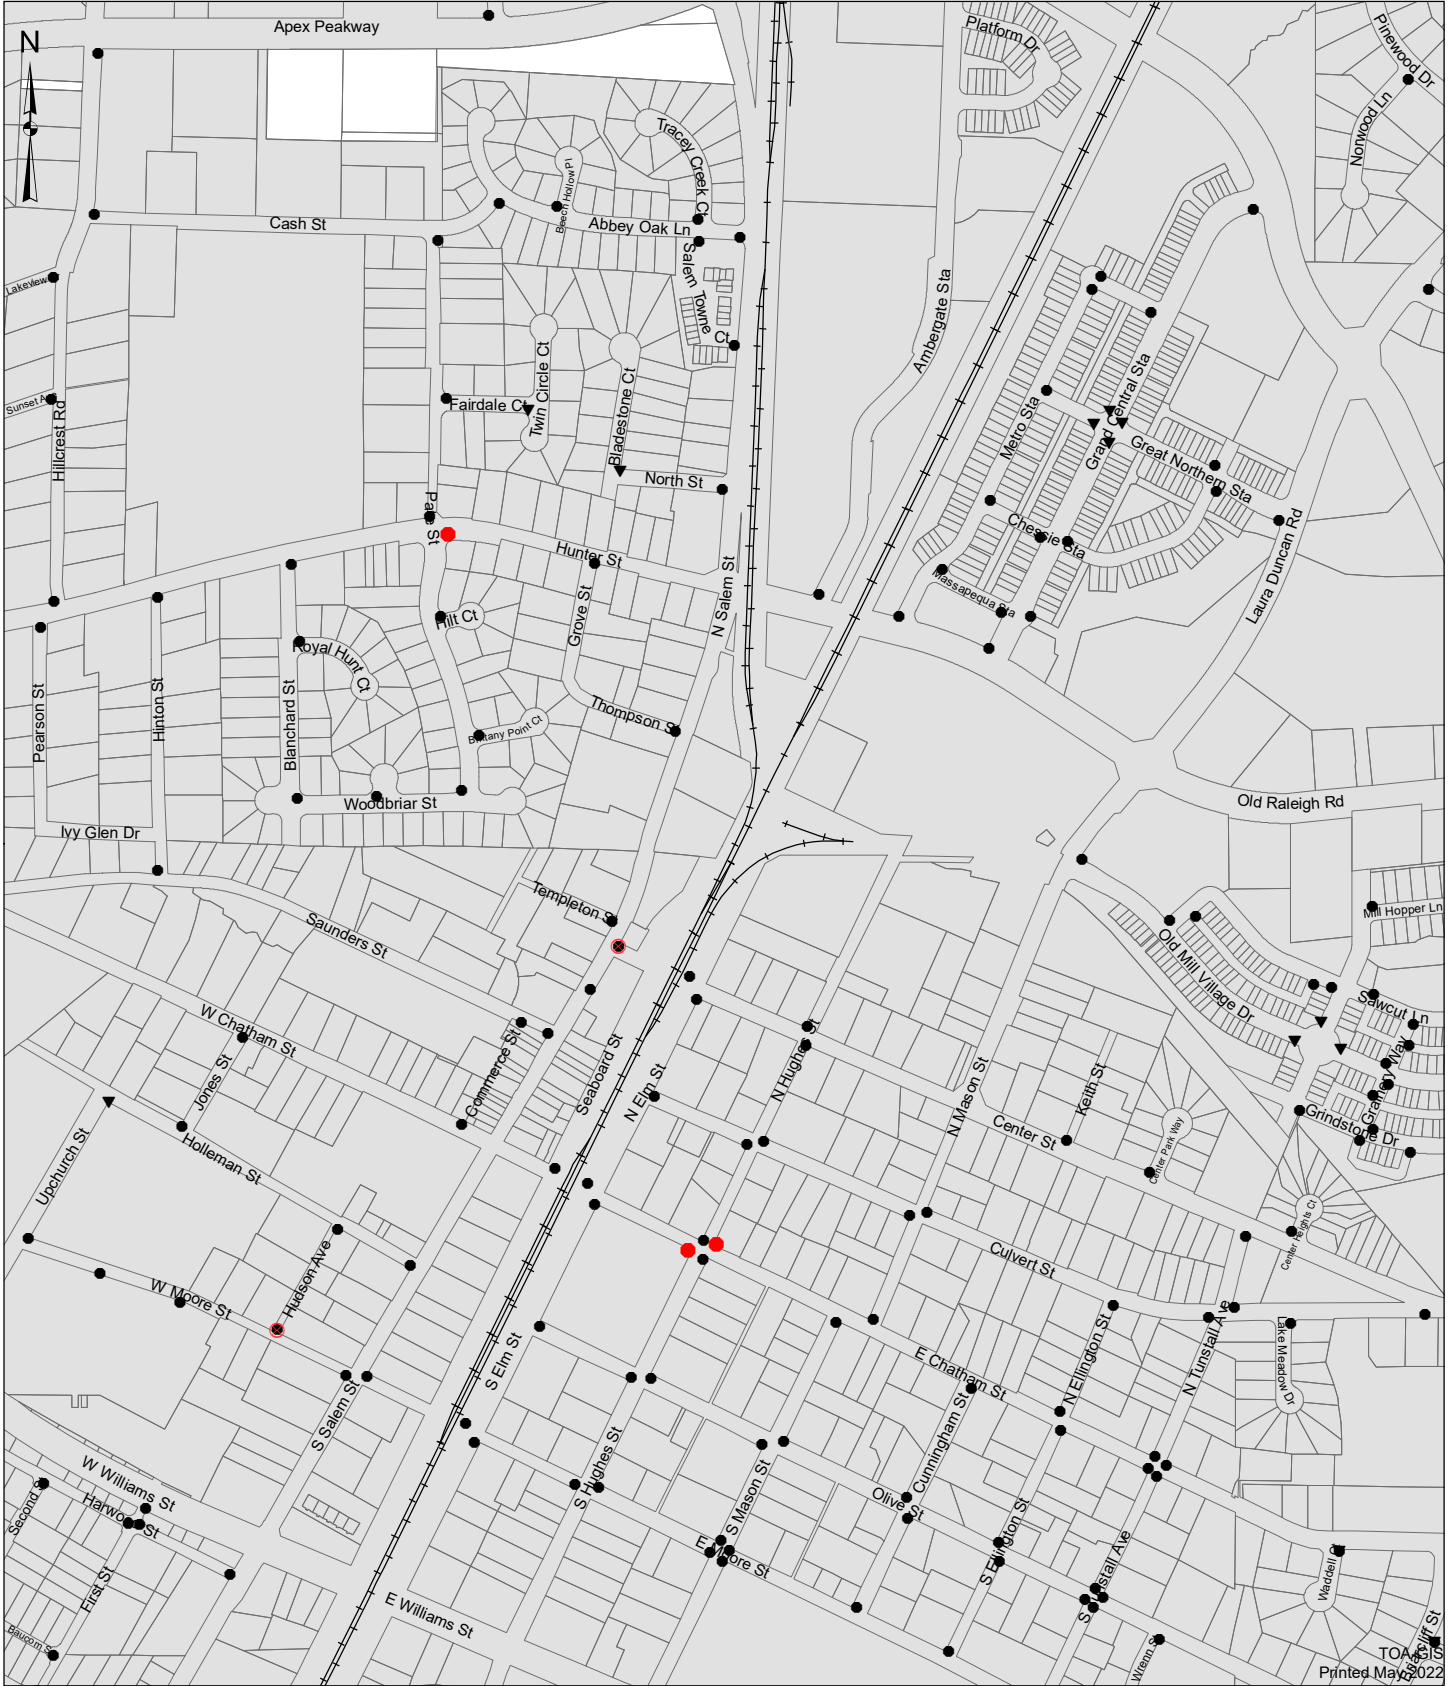 Apex Peakway
N
Platform Dr
Pinewood Dr
Norwood Ln
Tracey Creek Ct
Beech Hollow Pl
Cash St
Abbey Oak Ln
Lakeview
Salem Towne Ct
Ambergate Sta
Twin Circle Ct
Fairdale Ct
Bladestone Ct
Sunset A
Hillcrest Rd
Metro Sta
Grand Central Sta
Great Northern Sta
North St
Hunter St
Chessie Sta
Massapequa Sta
Laura Duncan Rd
N Salem St
Grove St
Hilt Ct
Royal Hunt Ct
Pearson St
Hinton St
Blanchard St
Thompson S
Brittany Point Ct
Woodbriar St
Old Raleigh Rd
Ivy Glen Dr
Templeton S
Saunders St
Mill Hopper Ln
Old Mill Village Dr
Sawcut Ln
W Chatham St
Commerce St
Seaboard St
N Elm St
N Hughes St
N Mason St
Keith St
Center St
Center Park Way
Grainery Way
Grindstone Dr
Jones St
Holleman St
Upchurch St
Center Heights Ct
Culvert St
Hudson Ave
W Moore St
S Elm St
E Chatham St
N Ellington St
N Tunstall Ave
Lake Meadow Dr
S Salem St
Cunningham St
W Williams St
Harwood St
Second S
First St
Baucom S
S Hughes St
S Mason St
E Moore St
Olive St
S Ellington St
S Tunstall Ave
Waddell Ct
E Williams St
Wrenn S
Briarcliff St
TOA GIS
Printed May 2022